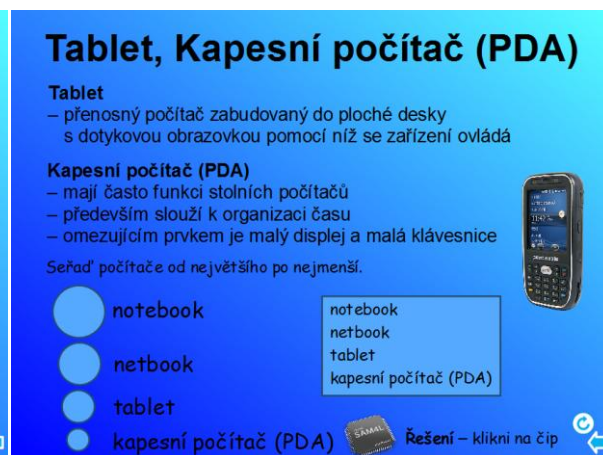 Tablet, Kapesní počítač (PDA)
Tablet
– přenosný počítač zabudovaný do ploché desky
s dotykovou obrazovkou pomocí níž se zařízení ovládá
Kapesní počítač (PDA)
– mají často funkci stolních počítačů
– především slouží k organizaci času
– omezujícím prvkem je malý displej a malá klávesnice
Seřaď počítače od největšího po nejmenší.
notebook
netbook
tablet
kapesní počítač (PDA)
notebook
netbook
tablet
kapesní počítač (PDA)
SAM4L
Řešení – klikni na čip